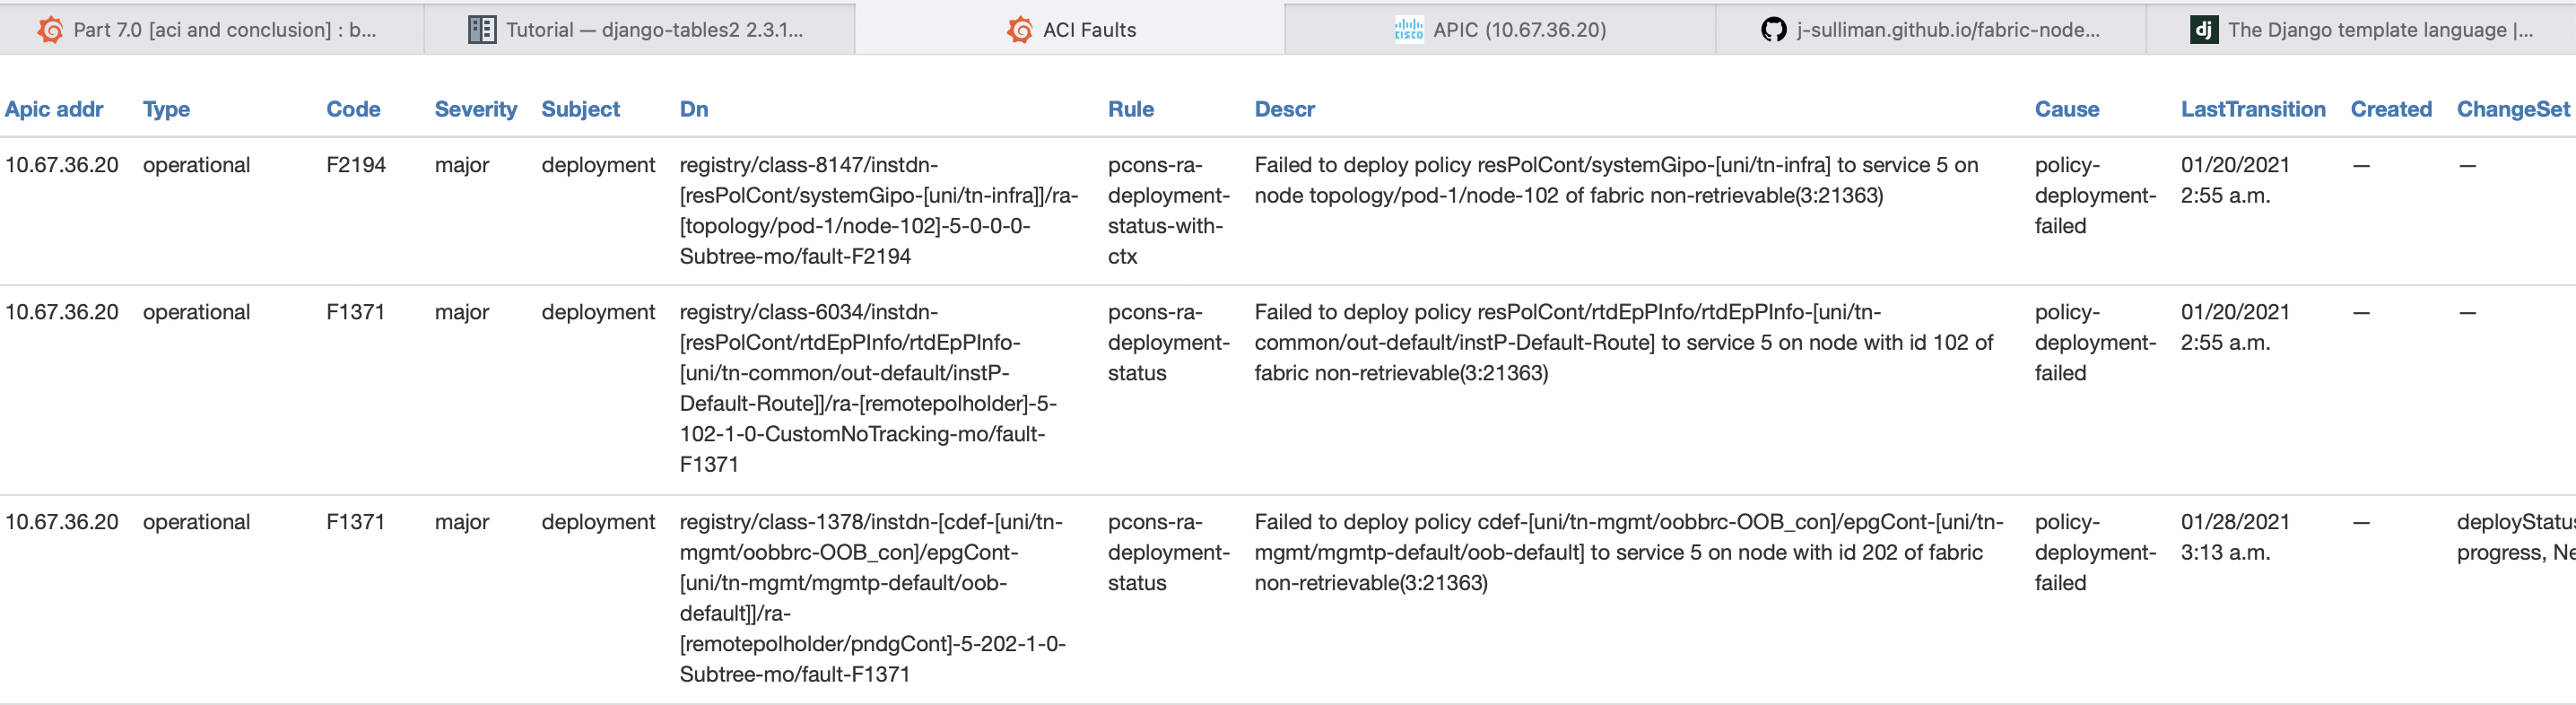 Part 7.0 [aci and conclusion] : b...
Tutorial — django-tables2 2.3.1...
ACI Faults
cisco APIC (10.67.36.20)
j-sulliman.github.io/fabric-node...
dj The Django template language |...
Apic addr Type Code Severity Subject Dn Rule Descr Cause LastTransition Created ChangeSet
10.67.36.20 operational F2194 major deployment
registry/class-8147/instdn-
[resPolCont/systemGipo-[uni/tn-infra]]/ra-
[topology/pod-1/node-102]-5-0-0-0-
Subtree-mo/fault-F2194
pcons-ra-
deployment-
status-with-
ctx
Failed to deploy policy resPolCont/systemGipo-[uni/tn-infra] to service 5 on
node topology/pod-1/node-102 of fabric non-retrievable(3:21363)
policy-
deployment-
failed
01/20/2021
2:55 a.m.
— —
10.67.36.20 operational F1371 major deployment
registry/class-6034/instdn-
[resPolCont/rtdEpPInfo/rtdEpPInfo-
[uni/tn-common/out-default/instP-
Default-Route]]/ra-[remotepolholder]-5-
102-1-0-CustomNoTracking-mo/fault-
F1371
pcons-ra-
deployment-
status
Failed to deploy policy resPolCont/rtdEpPInfo/rtdEpPInfo-[uni/tn-
common/out-default/instP-Default-Route] to service 5 on node with id 102 of
fabric non-retrievable(3:21363)
policy-
deployment-
failed
01/20/2021
2:55 a.m.
— —
10.67.36.20 operational F1371 major deployment
registry/class-1378/instdn-[cdef-[uni/tn-
mgmt/oobbrc-OOB_con]/epgCont-
[uni/tn-mgmt/mgmtp-default/oob-
default]]/ra-
[remotepolholder/pndgCont]-5-202-1-0-
Subtree-mo/fault-F1371
pcons-ra-
deployment-
status
Failed to deploy policy cdef-[uni/tn-mgmt/oobbrc-OOB_con]/epgCont-[uni/tn-
mgmt/mgmtp-default/oob-default] to service 5 on node with id 202 of fabric
non-retrievable(3:21363)
policy-
deployment-
failed
01/28/2021
3:13 a.m.
—
deployStatus
progress, Ne